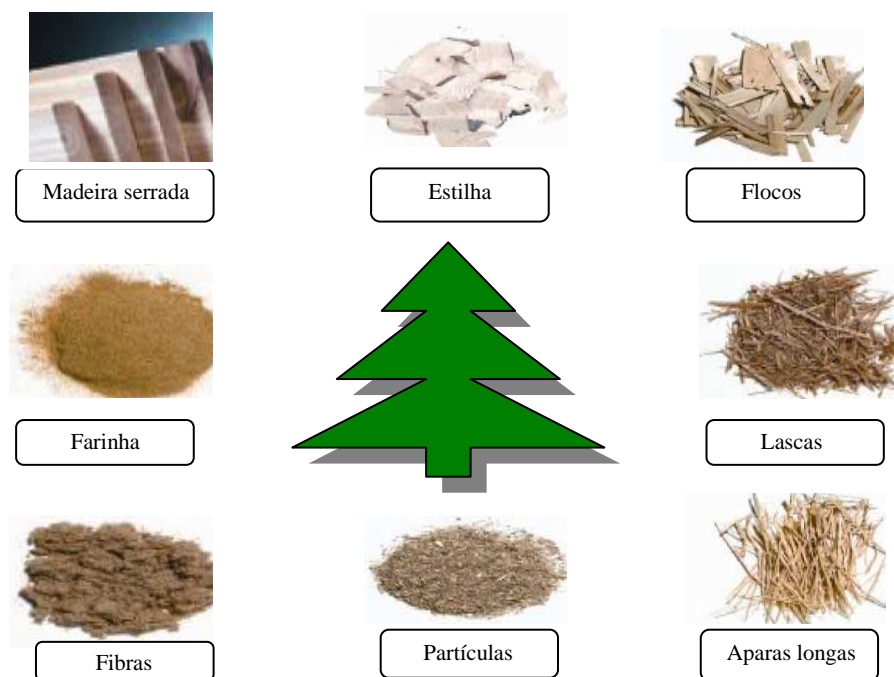 Madeira serrada
Estilha
Flocos
Farinha
Lascas
Fibras
Partículas
Aparas longas